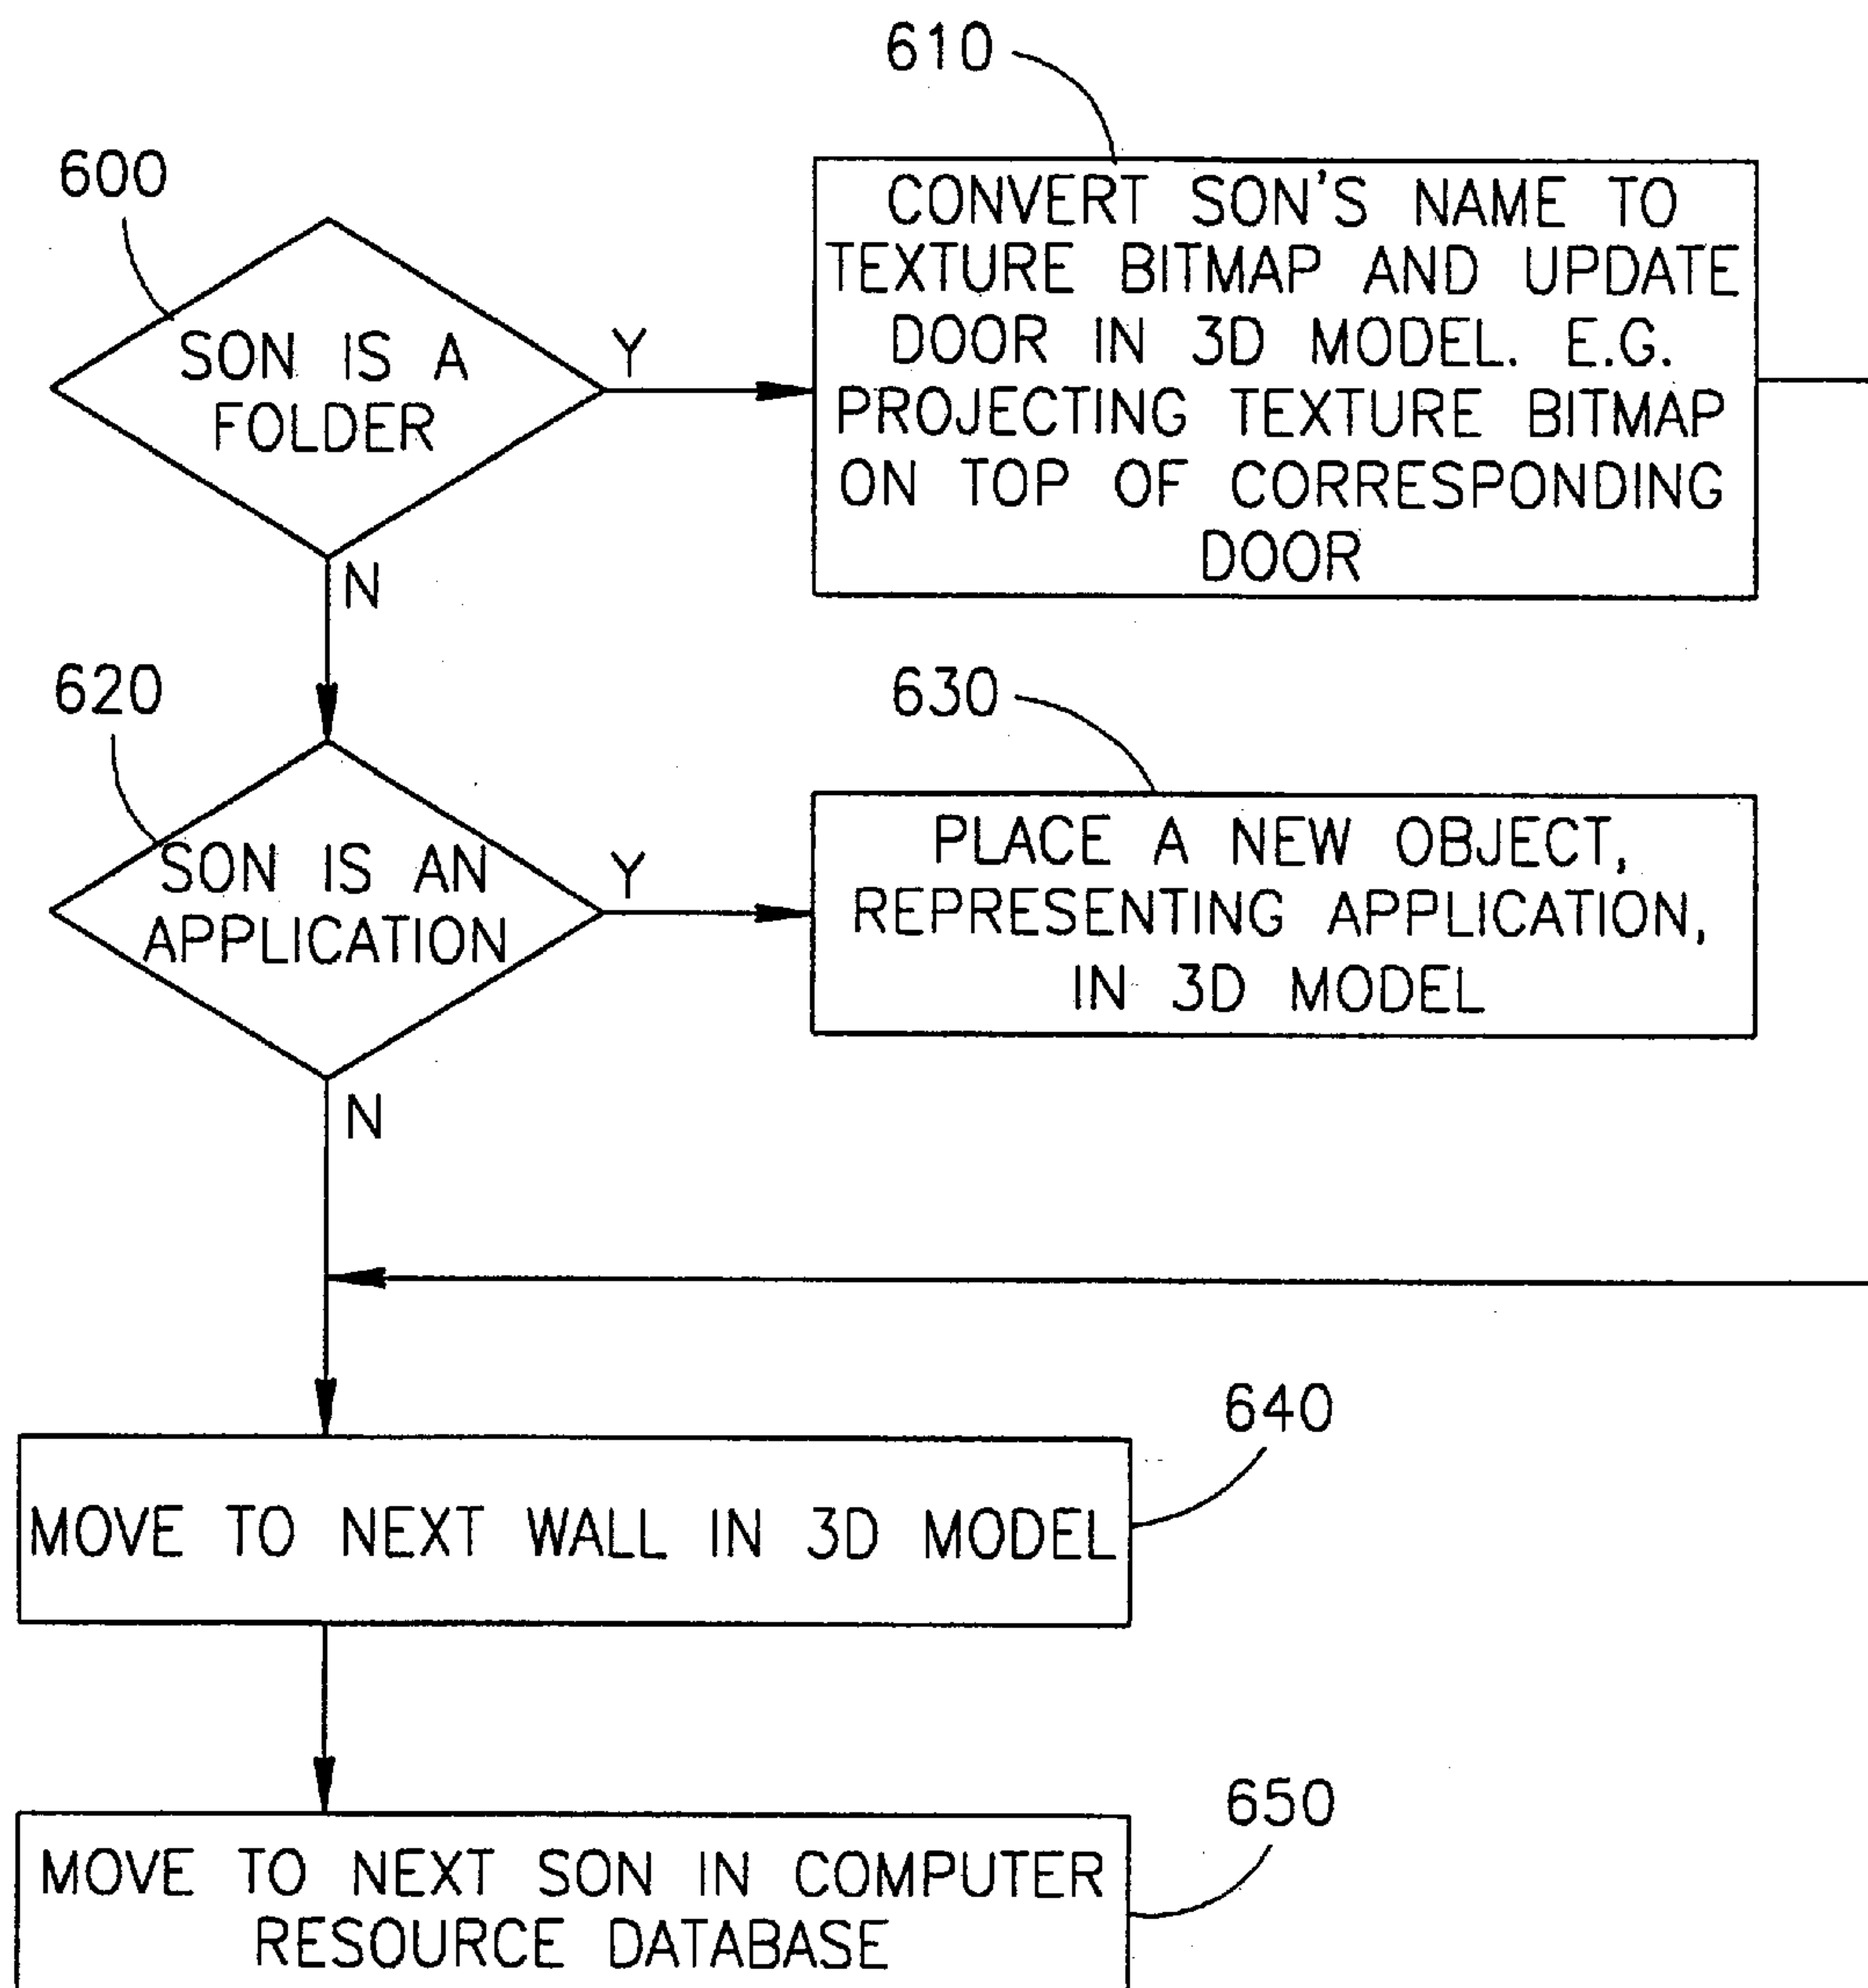 610
600
CONVERT SON'S NAME TO
TEXTURE BITMAP AND UPDATE
DOOR IN 3D MODEL. E.G.
PROJECTING TEXTURE BITMAP
ON TOP OF CORRESPONDING
DOOR
SON IS A
FOLDER
Y
N
620
630
SON IS AN
APPLICATION
Y
PLACE A NEW OBJECT,
REPRESENTING APPLICATION,
IN 3D MODEL
N
640
MOVE TO NEXT WALL IN 3D MODEL
650
MOVE TO NEXT SON IN COMPUTER
RESOURCE DATABASE